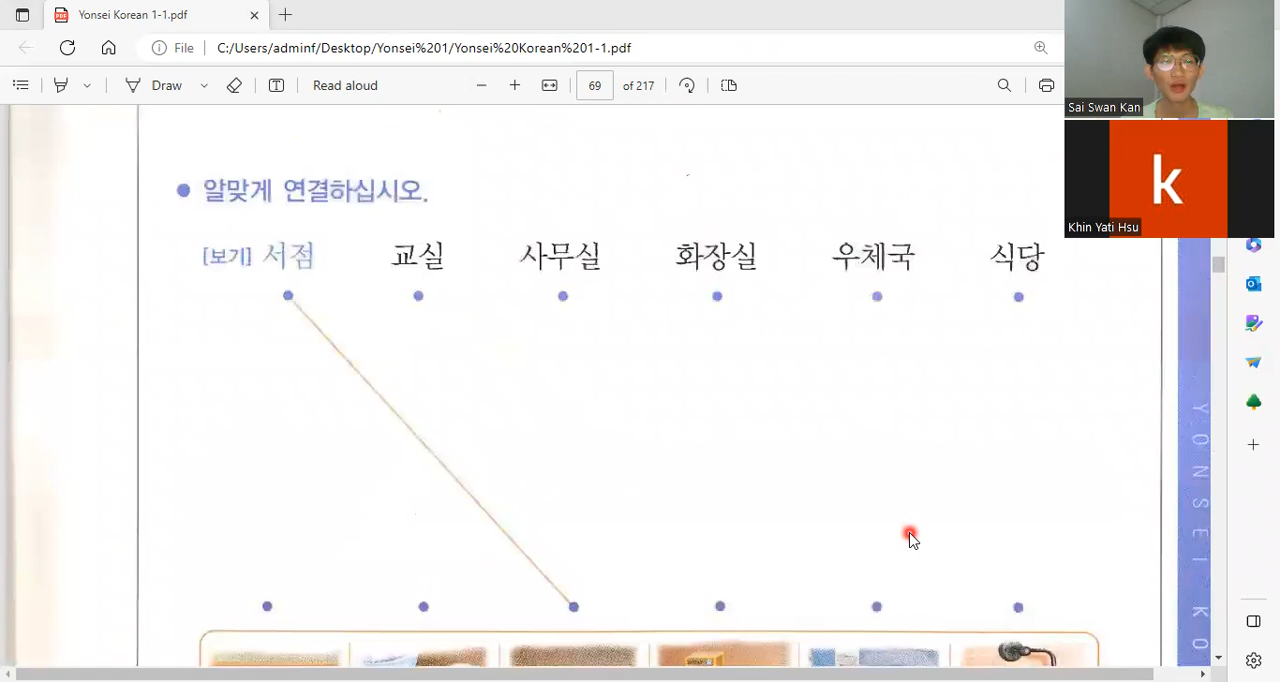 Yonsei Korean 1-1.pdf
File
C:/Users/adminf/Desktop/Yonsei%201/Yonsei%20Korean%201-1.pdf
Draw
Read aloud
69 of 217
Sai Swan Kan
k
Khin Yati Hsu
알맞게 연결하십시오.
[보기] 서점 교실 사무실 화장실 우체국 식당
YONSEI KO